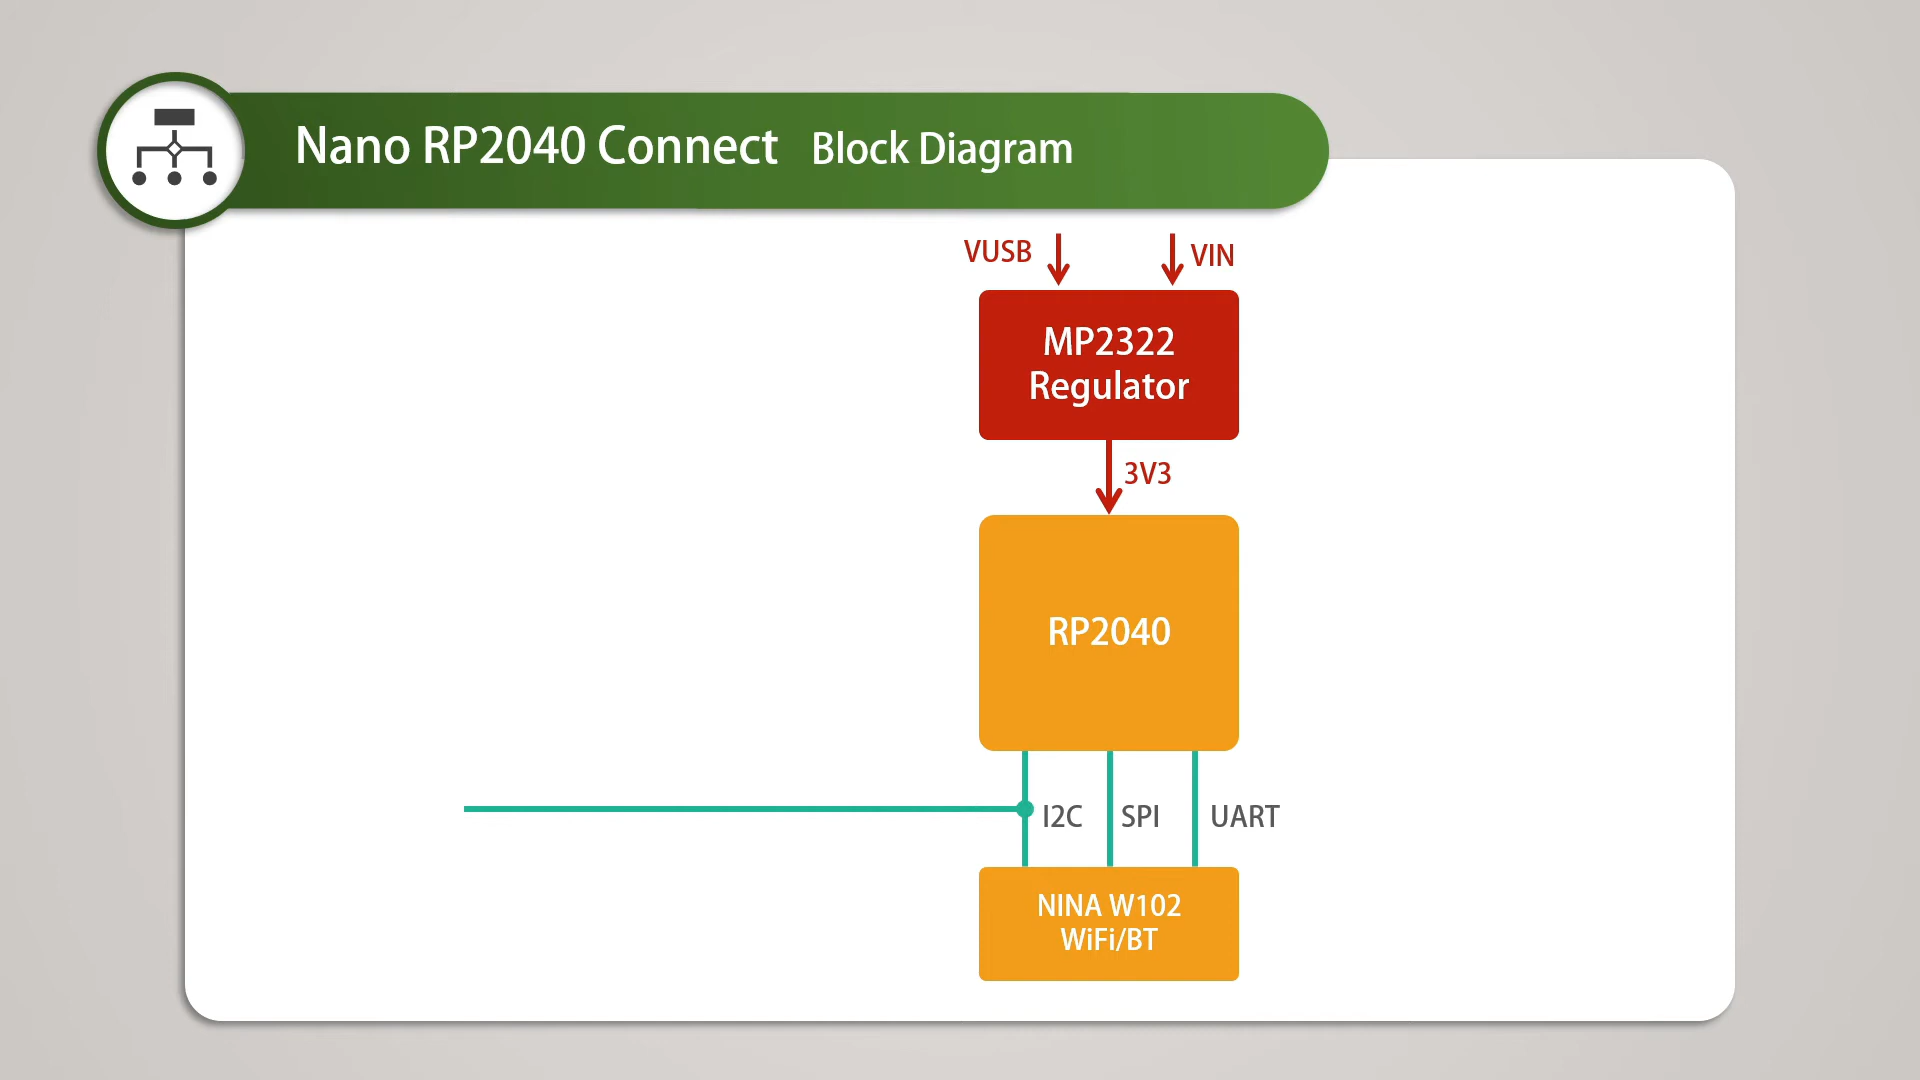 Nano RP2040 Connect Block Diagram
VUSB
VIN
MP2322
Regulator
3V3
RP2040
I2C
SPI
UART
NINA W102
WiFi/BT